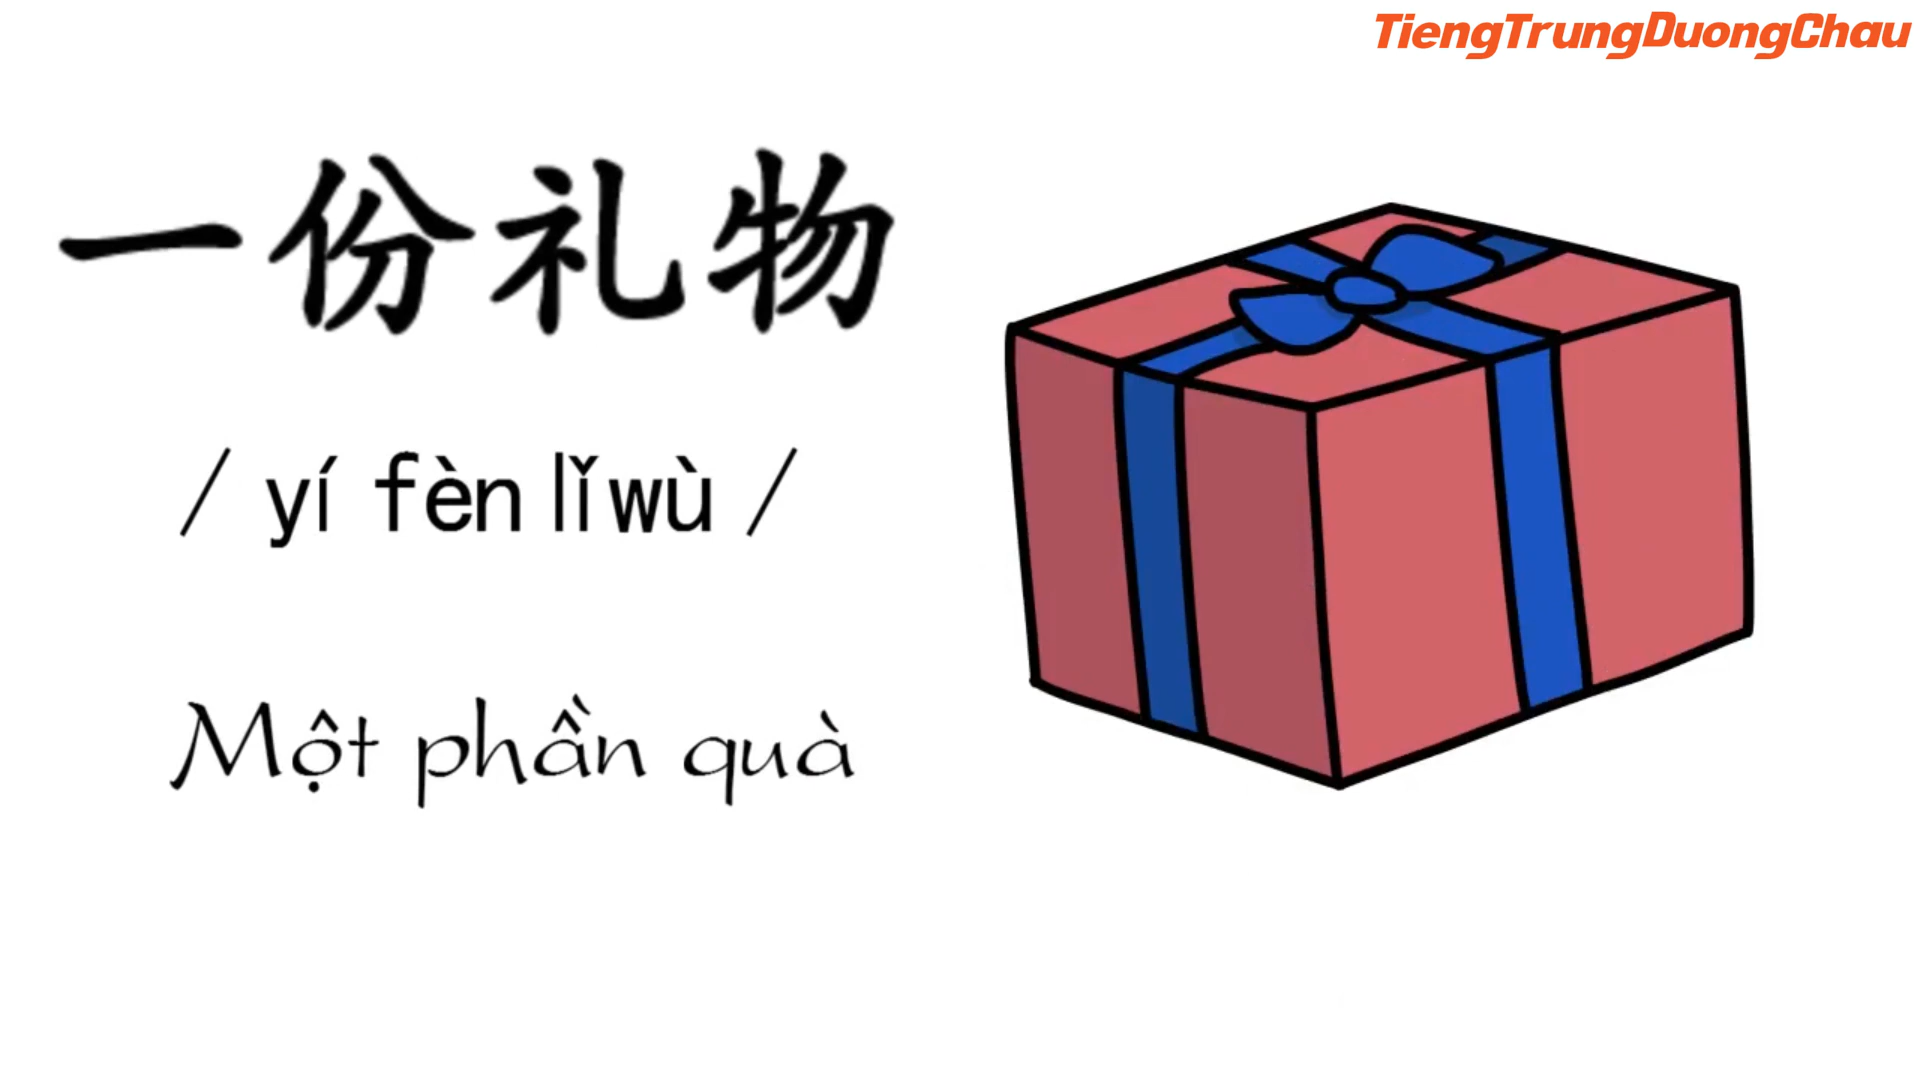 TiengTrungDuongChau
一份礼物
/ yí fèn lǐwù /
Một phần quà